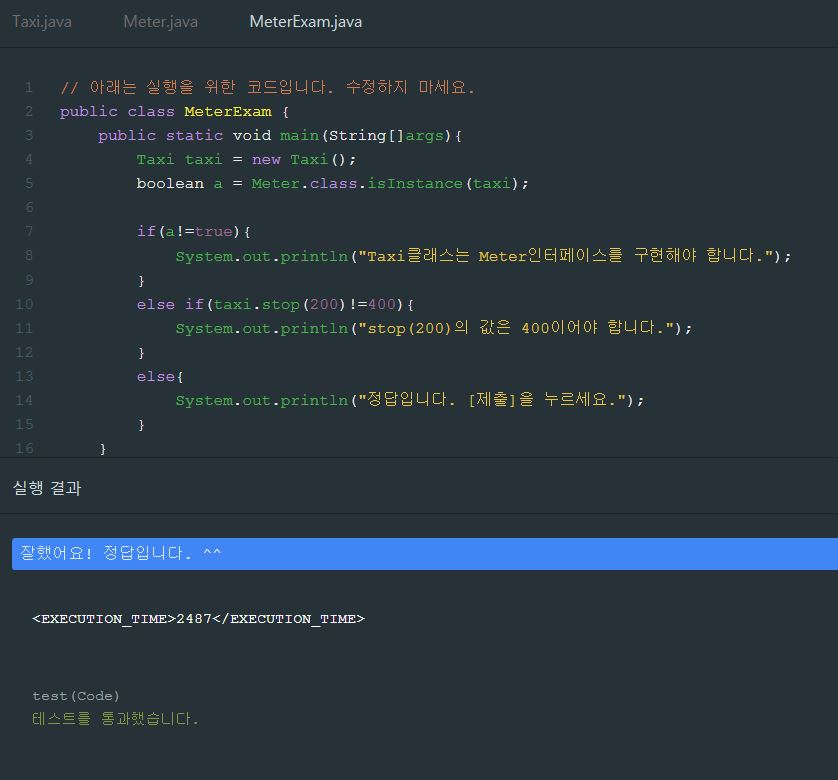 Taxi.java Meter.java MeterExam.java
1 // 아래는 실행을 위한 코드입니다. 수정하지 마세요.
2 public class MeterExam {
3 public static void main(String[]args){
4 Taxi taxi = new Taxi();
5 boolean a = Meter.class.isInstance(taxi);
6
7 if(a!=true){
8 System.out.println("Taxi클래스는 Meter인터페이스를 구현해야 합니다.");
9 }
10 else if(taxi.stop(200)!=400){
11 System.out.println("stop(200)의 값은 400이어야 합니다.");
12 }
13 else{
14 System.out.println("정답입니다. [제출]을 누르세요.");
15 }
16 }
실행 결과
잘했어요! 정답입니다. ^^
<EXECUTION_TIME>2487</EXECUTION_TIME>
test(Code)
테스트를 통과했습니다.